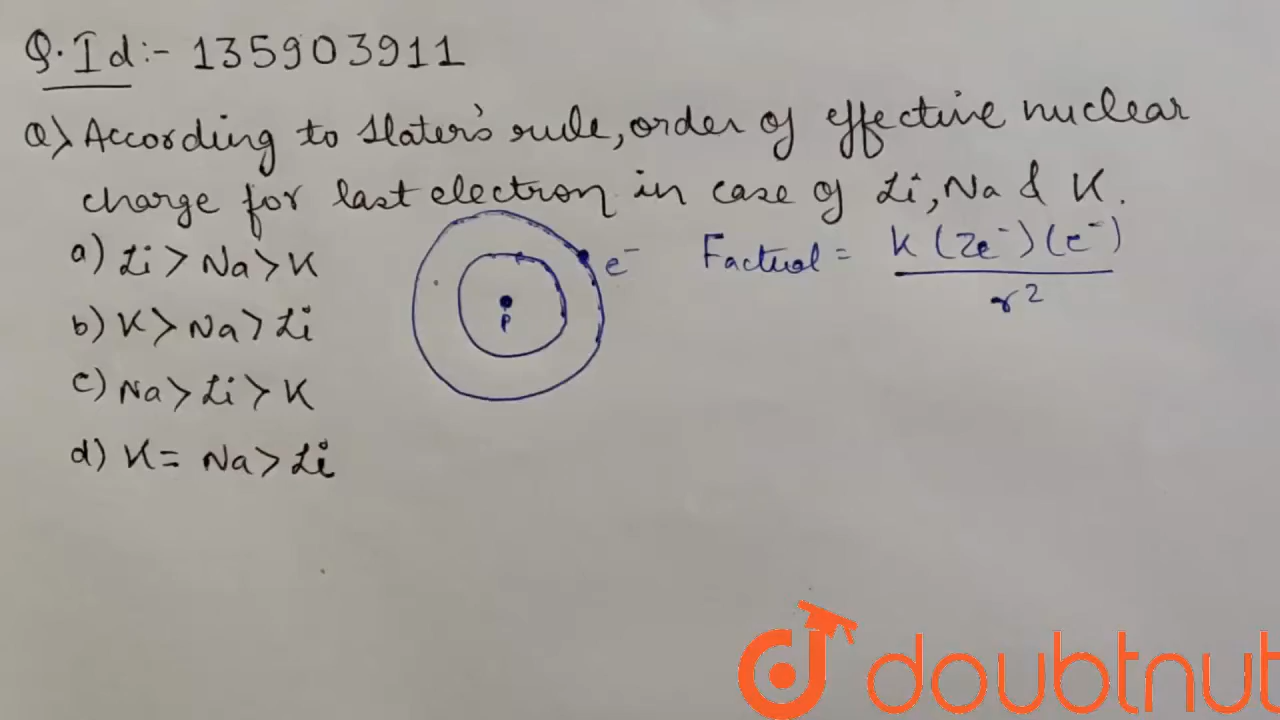 Q. Id:- 135903911
Q) According to Slater's rule, order of effective nuclear
charge for last electron in case of Li, Na & K.
a) Li > Na > K
b) K > Na > Li
c) Na > Li > K
d) K = Na > Li
e⁻
p
Factual = K (Ze⁻) (e⁻)
r²
doubtnut